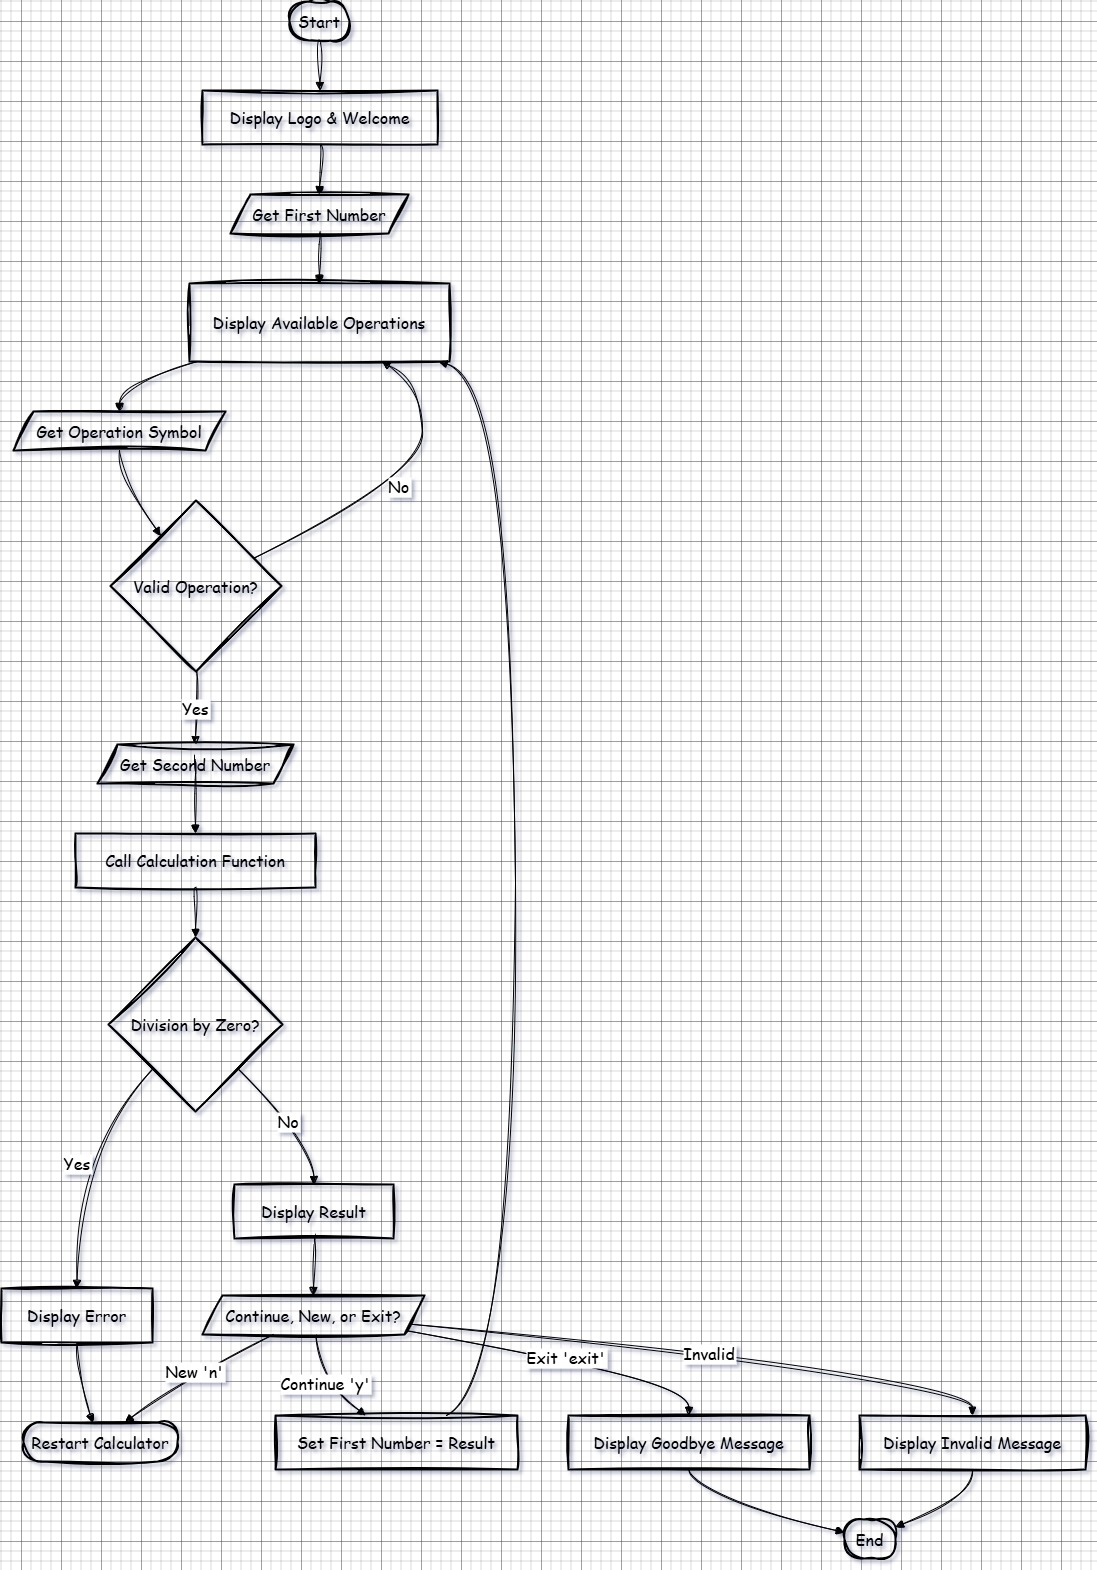 Start
Display Logo & Welcome
Get First Number
Display Available Operations
Get Operation Symbol
No
Valid Operation?
Yes
Get Second Number
Call Calculation Function
Division by Zero?
No
Yes
Display Result
Display Error
Continue, New, or Exit?
Invalid
Exit 'exit'
New 'n'
Continue 'y'
Restart Calculator
Set First Number = Result
Display Goodbye Message
Display Invalid Message
End